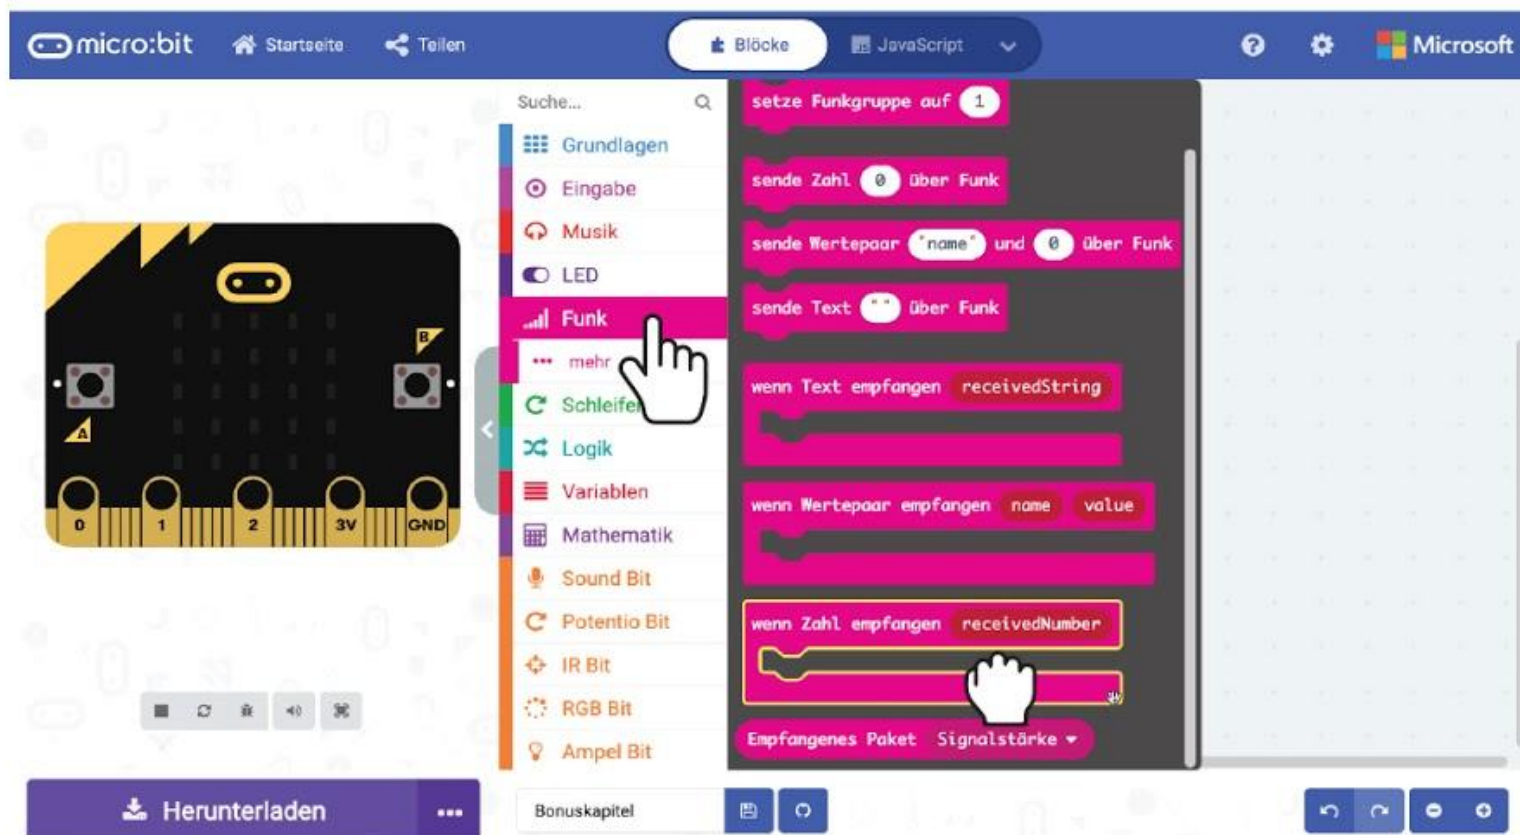 micro:bit Startseite Teilen Blöcke JavaScript Microsoft
Suche...
Grundlagen
Eingabe
Musik
LED
Funk
mehr
Schleifen
Logik
Variablen
Mathematik
Sound Bit
Potentio Bit
IR Bit
RGB Bit
Ampel Bit
setze Funkgruppe auf 1
sende Zahl 0 über Funk
sende Wertepaar "name" und 0 über Funk
sende Text " " über Funk
wenn Text empfangen receivedString
wenn Wertepaar empfangen name value
wenn Zahl empfangen receivedNumber
Empfangenes Paket Signalstärke
B
A
0 1 2 3V GND
Herunterladen ...
Bonuskapitel